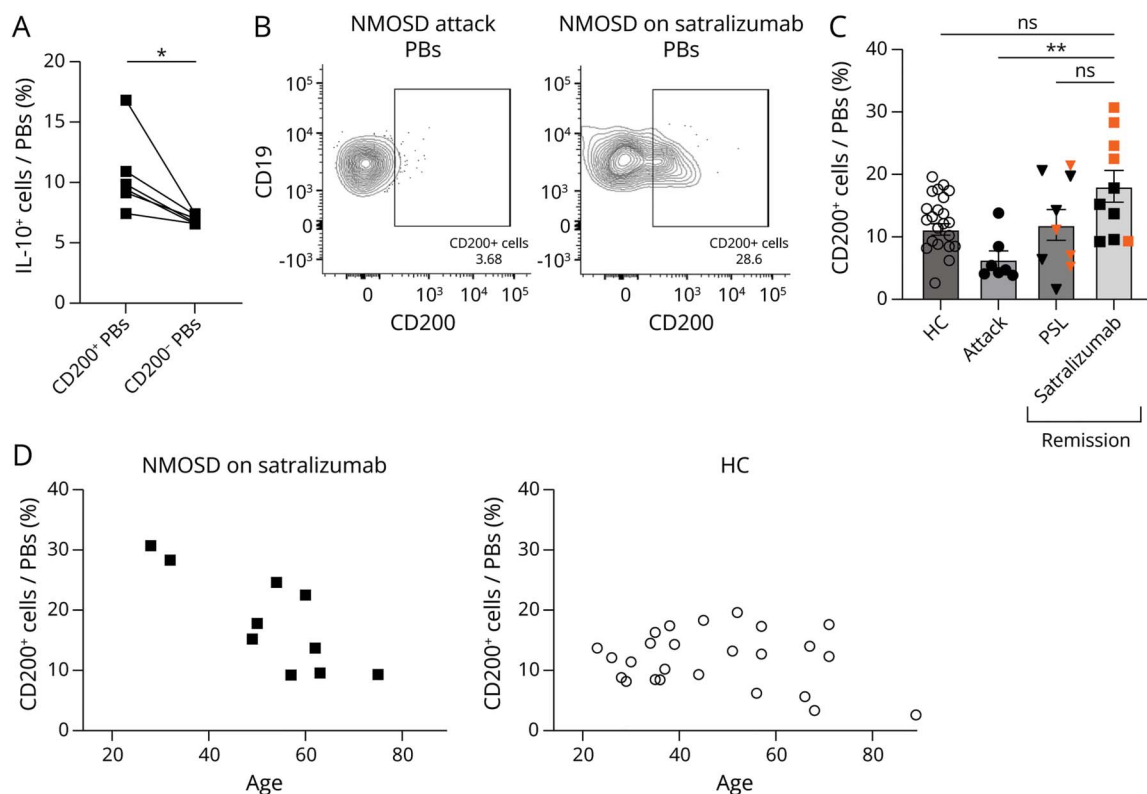 A
IL-10⁺ cells / PBs (%)
20
15
10
5
0
*
CD200⁺ PBs
CD200⁻ PBs
B
NMOSD attack
PBs
NMOSD on satralizumab
PBs
CD19
10⁵
10⁴
10³
0
-10³
CD200+ cells
3.68
0
10³
10⁴
10⁵
CD200
10⁵
10⁴
10³
0
-10³
CD200+ cells
28.6
0
10³
10⁴
10⁵
CD200
C
CD200⁺ cells / PBs (%)
40
30
20
10
0
ns
**
ns
HC
Attack
PSL
Satralizumab
Remission
D
NMOSD on satralizumab
CD200⁺ cells / PBs (%)
40
30
20
10
0
20
40
60
80
Age
HC
CD200⁺ cells / PBs (%)
40
30
20
10
0
20
40
60
80
Age